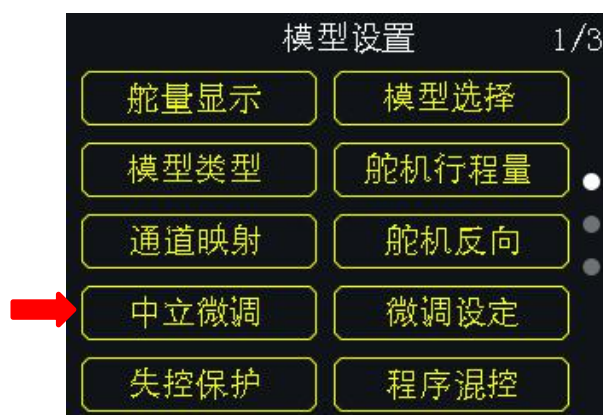 模型设置 1/3
舵量显示 模型选择
模型类型 舵机行程量
通道映射 舵机反向
中立微调 微调设定
失控保护 程序混控